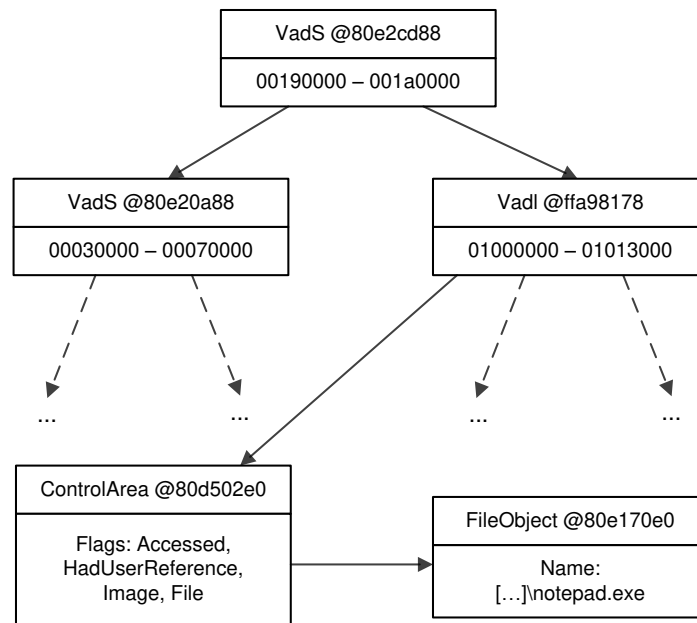 VadS @80e2cd88
00190000 – 001a0000
VadS @80e20a88
00030000 – 00070000
Vadl @ffa98178
01000000 – 01013000
...
...
...
...
ControlArea @80d502e0
Flags: Accessed,
HadUserReference,
Image, File
FileObject @80e170e0
Name:
[…]\notepad.exe